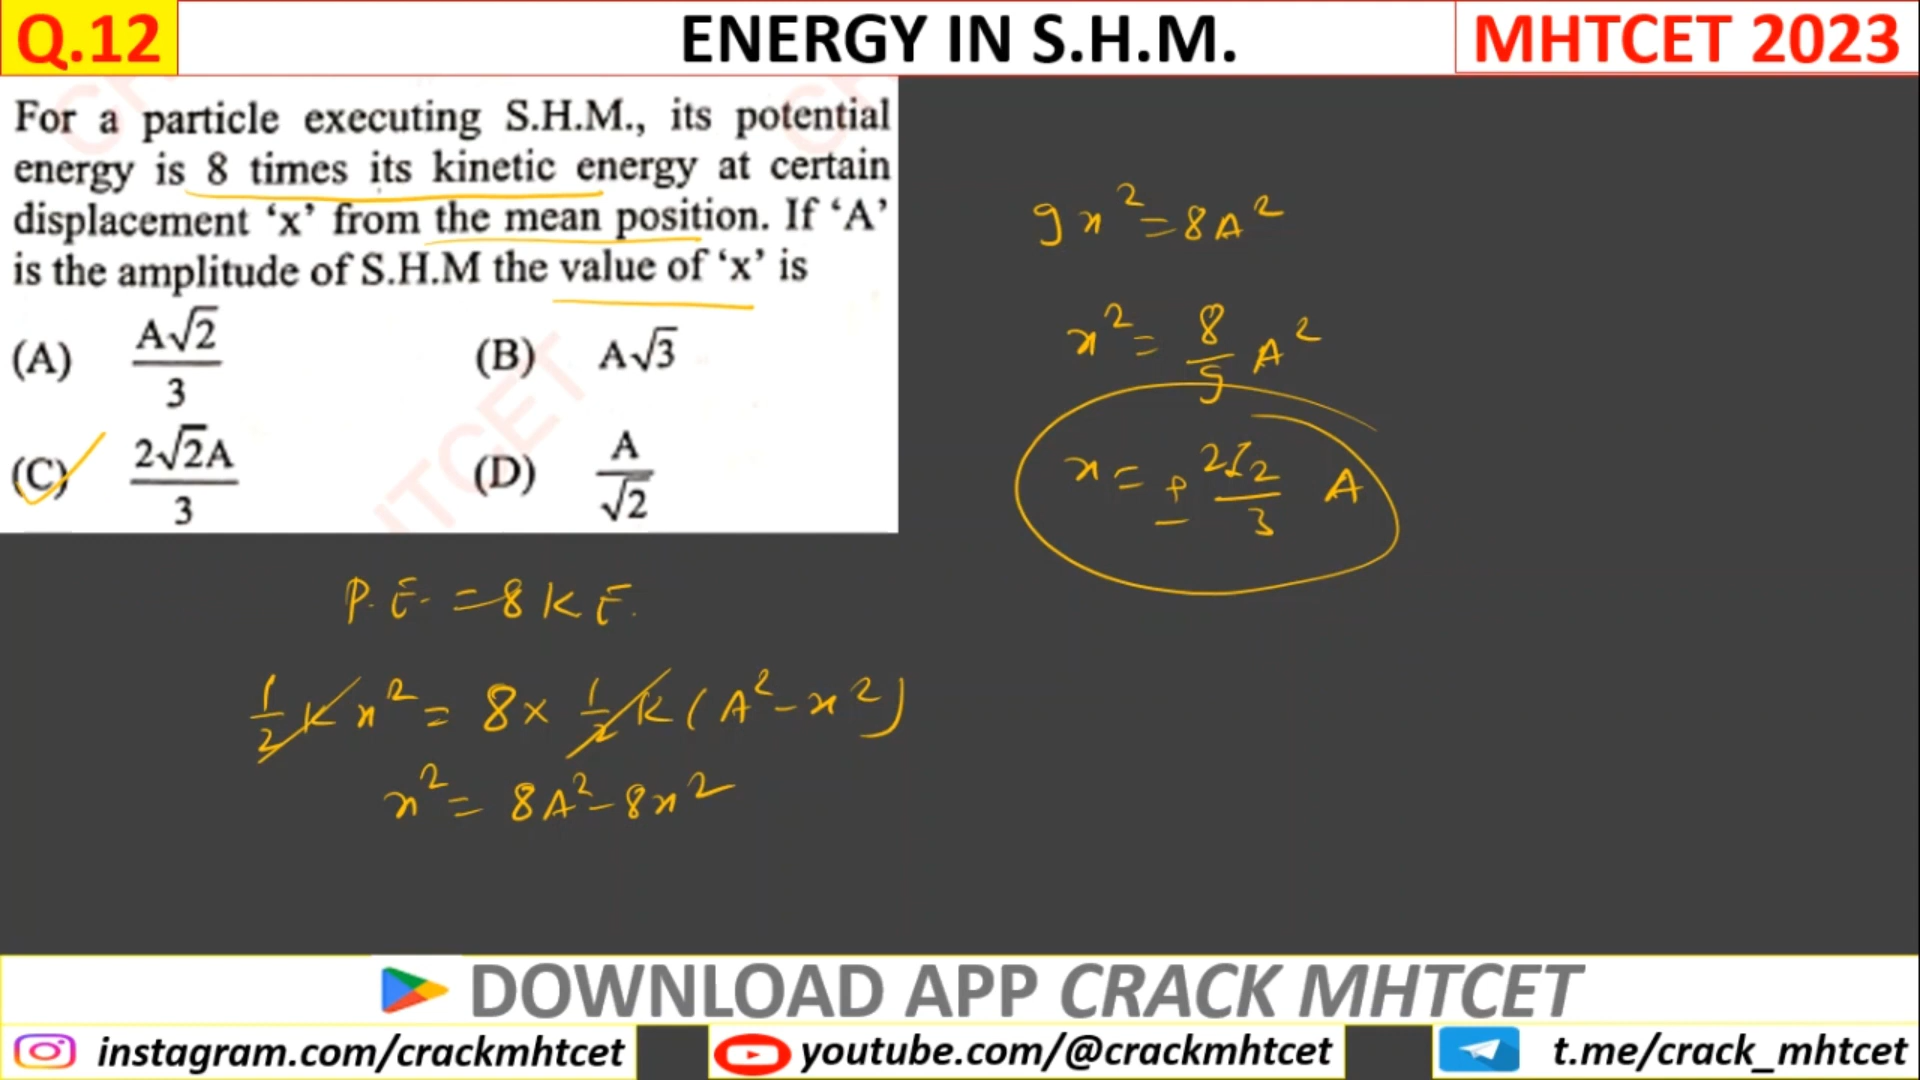 Q.12
ENERGY IN S.H.M.
MHTCET 2023
For a particle executing S.H.M., its potential
energy is 8 times its kinetic energy at certain
displacement ‘x’ from the mean position. If ‘A’
is the amplitude of S.H.M the value of ‘x’ is
(A) A√2/3 (B) A√3
(C) 2√2A/3 (D) A/√2
P.E. = 8 K E.
1/2 K x² = 8 × 1/2 K (A² - x²)
x² = 8A² - 8x²
9x² = 8A²
x² = 8/9 A²
x = ± 2√2/3 A
DOWNLOAD APP CRACK MHTCET
instagram.com/crackmhtcet
youtube.com/@crackmhtcet
t.me/crack_mhtcet